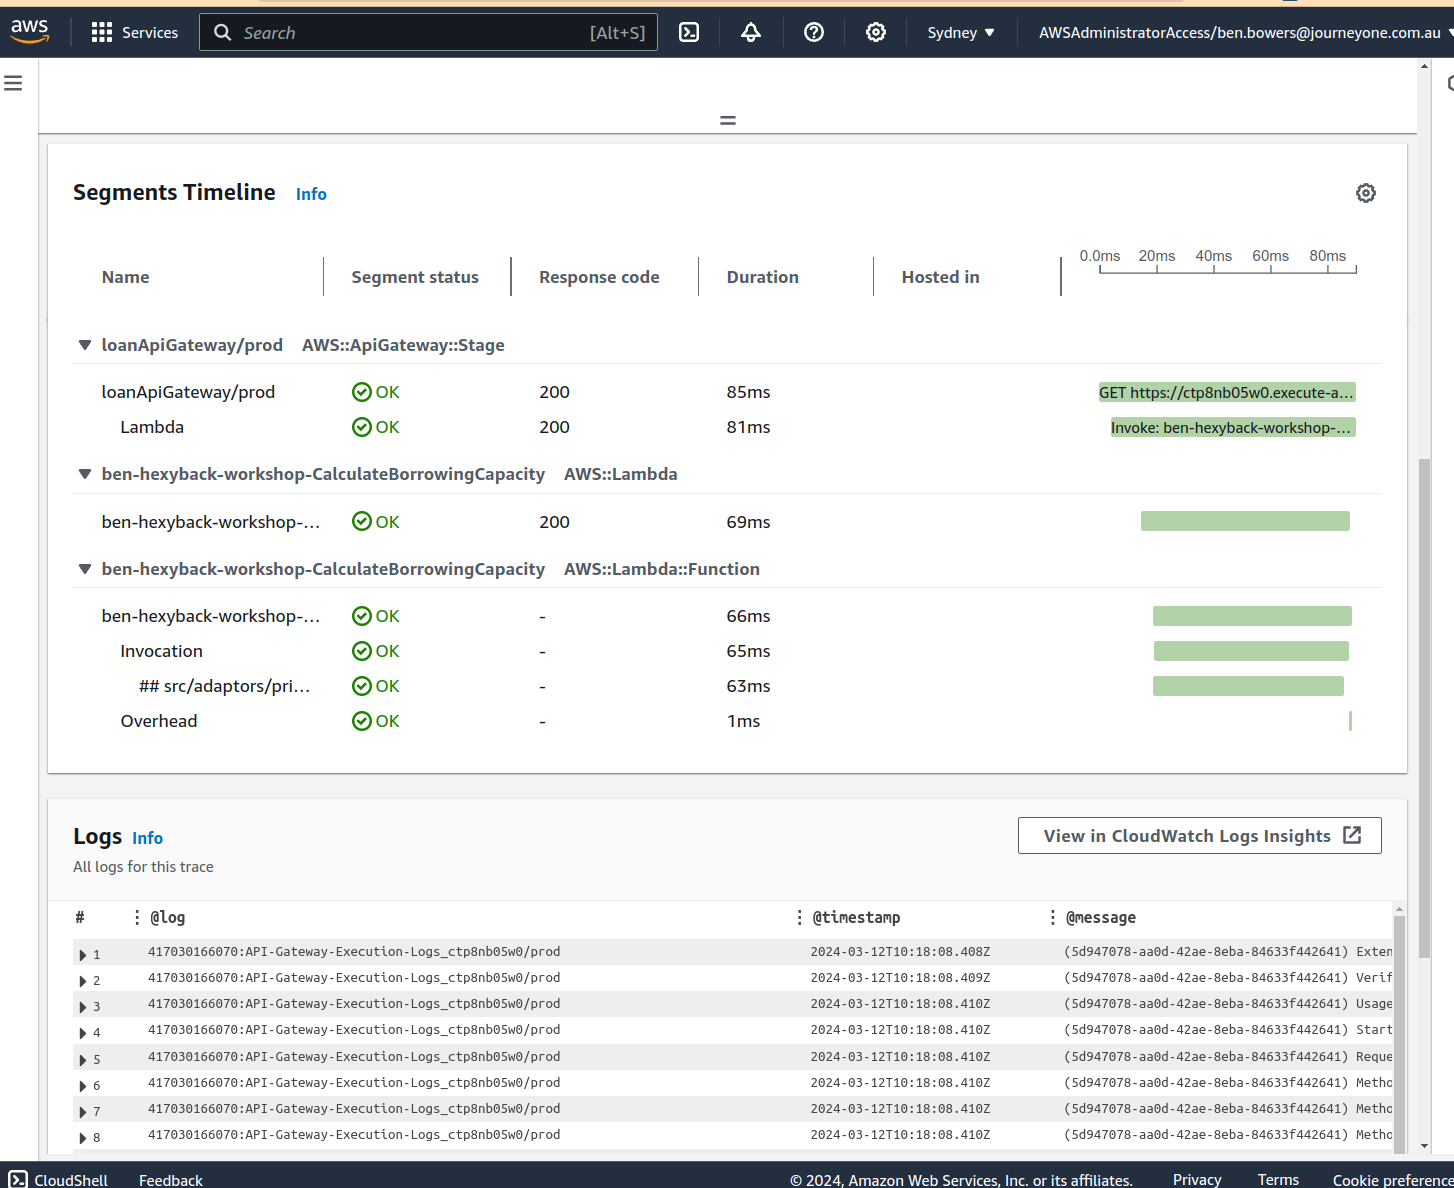 aws Services Search [Alt+S] Sydney AWSAdministratorAccess/ben.bowers@journeyone.com.au
Segments Timeline Info
0.0ms 20ms 40ms 60ms 80ms
Name Segment status Response code Duration Hosted in
loanApiGateway/prod AWS::ApiGateway::Stage
loanApiGateway/prod OK 200 85ms GET https://ctp8nb05w0.execute-a...
Lambda OK 200 81ms Invoke: ben-hexyback-workshop-...
ben-hexyback-workshop-CalculateBorrowingCapacity AWS::Lambda
ben-hexyback-workshop-... OK 200 69ms
ben-hexyback-workshop-CalculateBorrowingCapacity AWS::Lambda::Function
ben-hexyback-workshop-... OK - 66ms
Invocation OK - 65ms
## src/adaptors/pri... OK - 63ms
Overhead OK - 1ms
Logs Info
View in CloudWatch Logs Insights
All logs for this trace
# @log @timestamp @message
1 417030166070:API-Gateway-Execution-Logs_ctp8nb05w0/prod 2024-03-12T10:18:08.408Z (5d947078-aa0d-42ae-8eba-84633f442641) Exten
2 417030166070:API-Gateway-Execution-Logs_ctp8nb05w0/prod 2024-03-12T10:18:08.409Z (5d947078-aa0d-42ae-8eba-84633f442641) Verif
3 417030166070:API-Gateway-Execution-Logs_ctp8nb05w0/prod 2024-03-12T10:18:08.410Z (5d947078-aa0d-42ae-8eba-84633f442641) Usage
4 417030166070:API-Gateway-Execution-Logs_ctp8nb05w0/prod 2024-03-12T10:18:08.410Z (5d947078-aa0d-42ae-8eba-84633f442641) Start
5 417030166070:API-Gateway-Execution-Logs_ctp8nb05w0/prod 2024-03-12T10:18:08.410Z (5d947078-aa0d-42ae-8eba-84633f442641) Reque
6 417030166070:API-Gateway-Execution-Logs_ctp8nb05w0/prod 2024-03-12T10:18:08.410Z (5d947078-aa0d-42ae-8eba-84633f442641) Metho
7 417030166070:API-Gateway-Execution-Logs_ctp8nb05w0/prod 2024-03-12T10:18:08.410Z (5d947078-aa0d-42ae-8eba-84633f442641) Metho
8 417030166070:API-Gateway-Execution-Logs_ctp8nb05w0/prod 2024-03-12T10:18:08.410Z (5d947078-aa0d-42ae-8eba-84633f442641) Metho
CloudShell Feedback © 2024, Amazon Web Services, Inc. or its affiliates. Privacy Terms Cookie preference